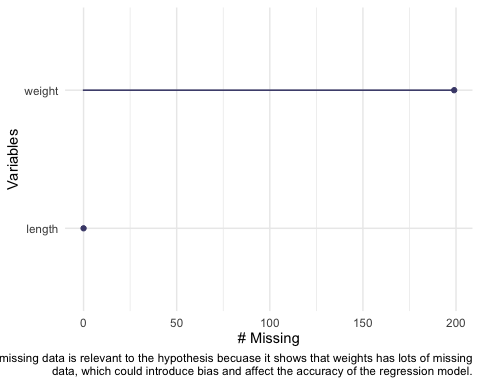 weight
Variables
length
0 50 100 150 200
# Missing
missing data is relevant to the hypothesis becuase it shows that weights has lots of missing
data, which could introduce bias and affect the accuracy of the regression model.